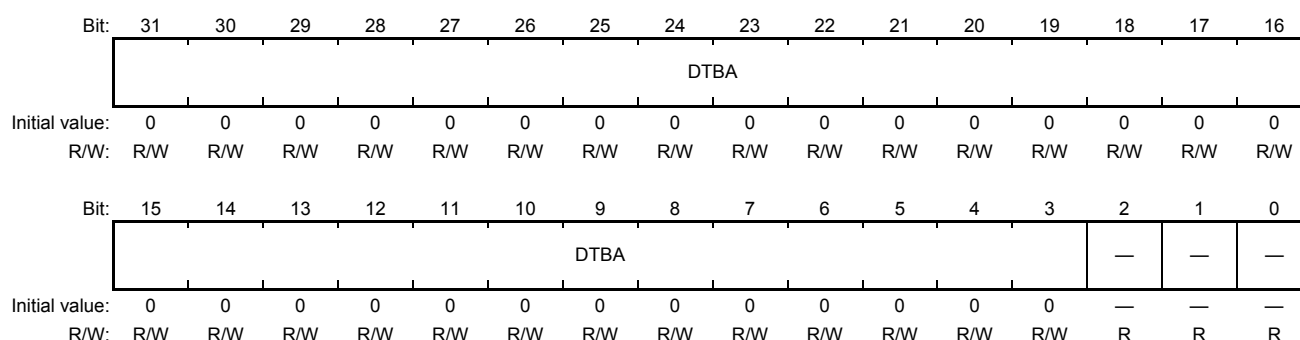 Bit: 31 30 29 28 27 26 25 24 23 22 21 20 19 18 17 16
DTBA
Initial value: 0 0 0 0 0 0 0 0 0 0 0 0 0 0 0 0
R/W: R/W R/W R/W R/W R/W R/W R/W R/W R/W R/W R/W R/W R/W R/W R/W R/W
Bit: 15 14 13 12 11 10 9 8 7 6 5 4 3 2 1 0
DTBA — — —
Initial value: 0 0 0 0 0 0 0 0 0 0 0 0 0 — — —
R/W: R/W R/W R/W R/W R/W R/W R/W R/W R/W R/W R/W R/W R/W R R R